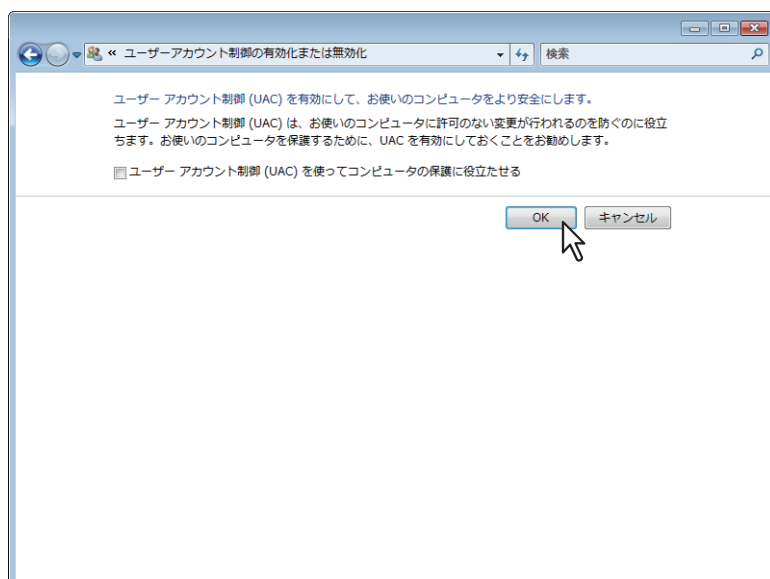 « ユーザーアカウント制御の有効化または無効化
検索
ユーザー アカウント制御 (UAC) を有効にして、お使いのコンピュータをより安全にします。
ユーザー アカウント制御 (UAC) は、お使いのコンピュータに許可のない変更が行われるのを防ぐのに役立
ちます。お使いのコンピュータを保護するために、UAC を有効にしておくことをお勧めします。
ユーザー アカウント制御 (UAC) を使ってコンピュータの保護に役立たせる
OK
キャンセル